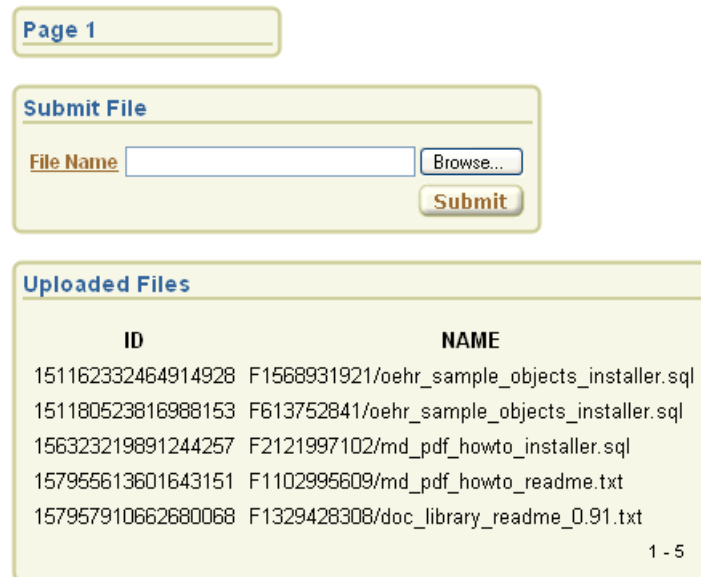 Page 1
Submit File
File Name Browse...
Submit
Uploaded Files
ID NAME
151162332464914928 F1568931921/oehr_sample_objects_installer.sql
151180523816988153 F613752841/oehr_sample_objects_installer.sql
156323219891244257 F2121997102/md_pdf_howto_installer.sql
157955613601643151 F1102995609/md_pdf_howto_readme.txt
157957910662680068 F1329428308/doc_library_readme_0.91.txt
1 - 5